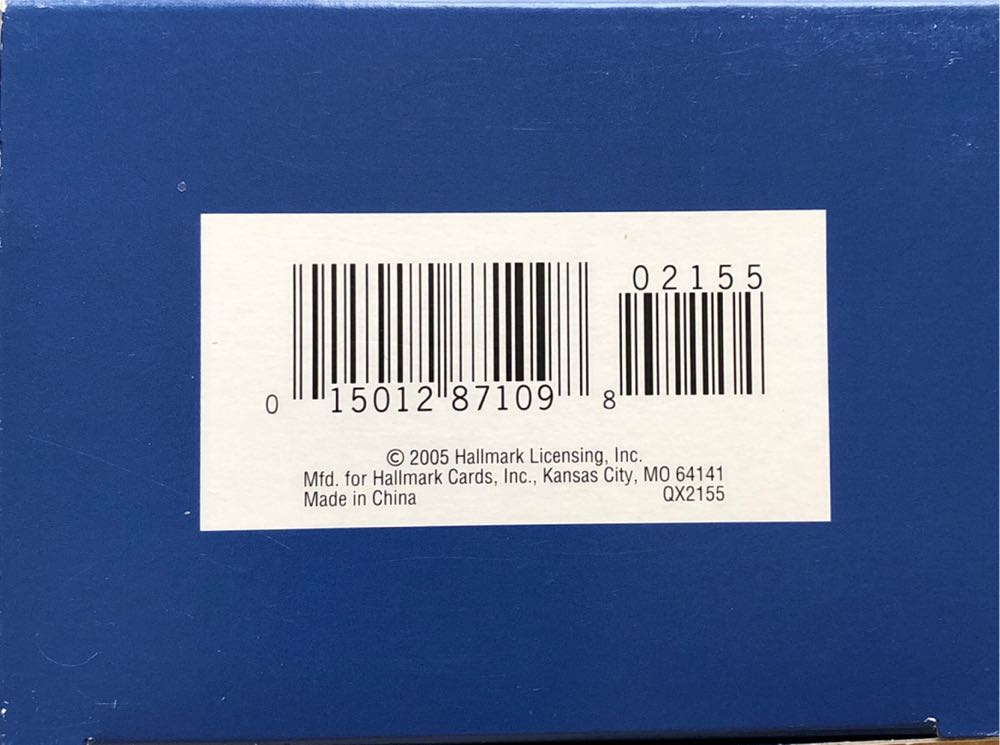 02155
0 15012 87109 8
© 2005 Hallmark Licensing, Inc.
Mfd. for Hallmark Cards, Inc., Kansas City, MO 64141
Made in China QX2155